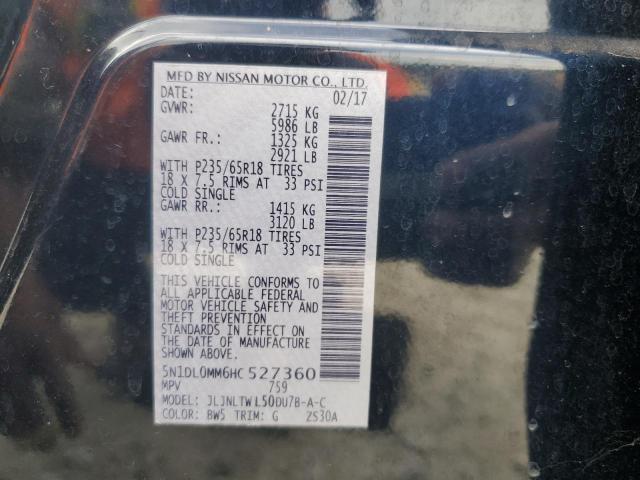 MFD BY NISSAN MOTOR CO., LTD.
DATE: 02/17
GVWR: 2715 KG
5986 LB
GAWR FR.: 1325 KG
2921 LB
WITH P235/65R18 TIRES
18 X 7.5 RIMS AT 33 PSI
COLD SINGLE
GAWR RR.: 1415 KG
3120 LB
WITH P235/65R18 TIRES
18 X 7.5 RIMS AT 33 PSI
COLD SINGLE
THIS VEHICLE CONFORMS TO
ALL APPLICABLE FEDERAL
MOTOR VEHICLE SAFETY AND
THEFT PREVENTION
STANDARDS IN EFFECT ON
THE DATE OF MANUFACTURE
SHOWN ABOVE.
5N1DL0MM6HC 527360
MPV 7S9
MODEL: JLJNLTWL50DU7B-A-C
COLOR: BW5 TRIM: G ZS30A